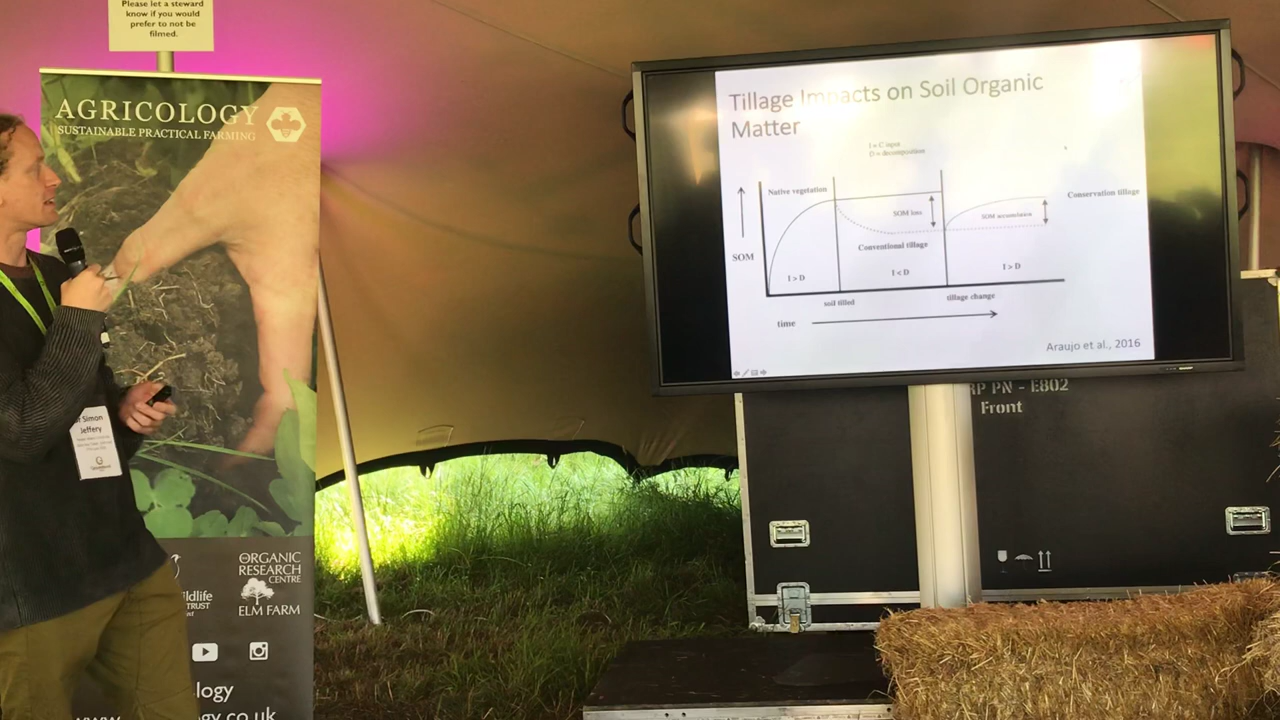 Please let a steward
know if you would
prefer to not be
filmed.
AGRICOLOGY
SUSTAINABLE PRACTICAL FARMING
Simon
Jeffery
ORGANIC
RESEARCH
CENTRE
ELM FARM
Tillage Impacts on Soil Organic
Matter
I = C input
D = decomposition
Native vegetation
SOM loss
SOM accumulation
Conservation tillage
Conventional tillage
SOM
I > D
I < D
I > D
soil tilled
tillage change
time
Araujo et al., 2016
PN - E802
Front